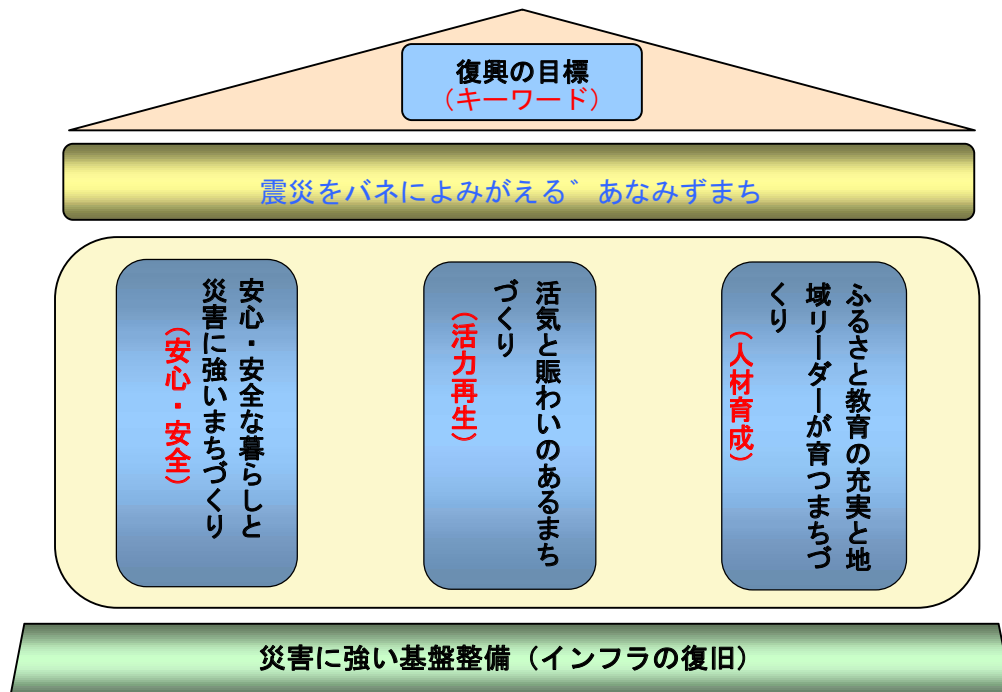 復興の目標
（キーワード）
震災をバネによみがえる゛あなみずまち
安心・安全な暮らしと
災害に強いまちづくり
（安心・安全）
活気と賑わいのあるまち
づくり
（活力再生）
ふるさと教育の充実と地
域リーダーが育つまちづ
くり
（人材育成）
災害に強い基盤整備（インフラの復旧）